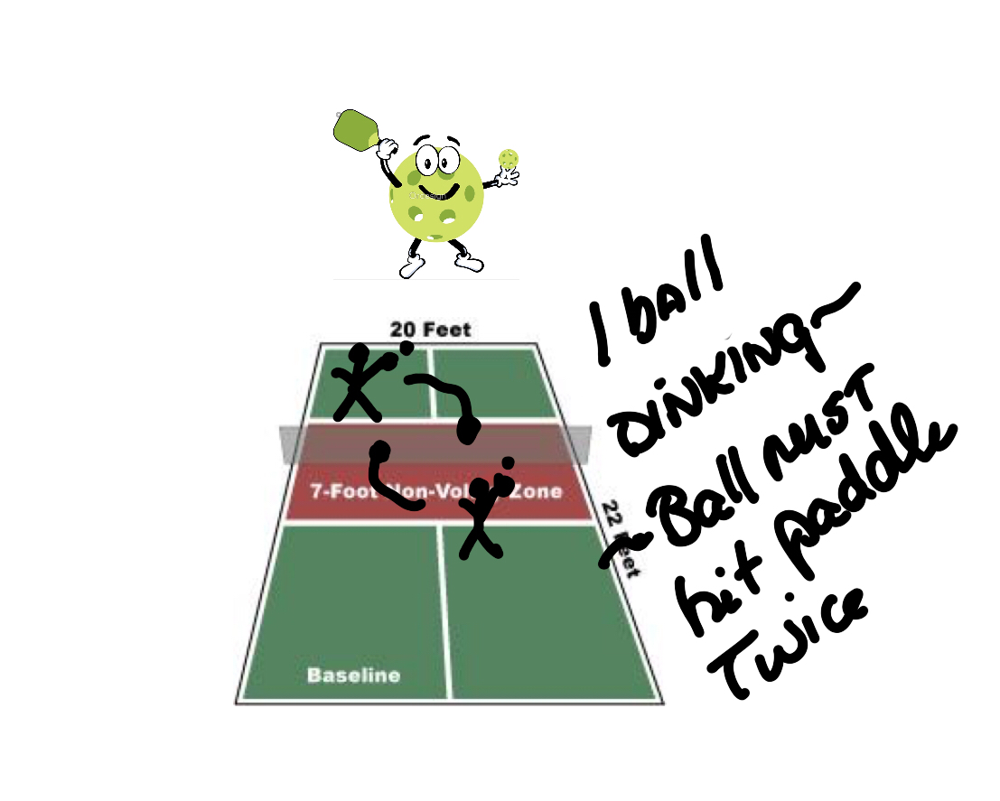 20 Feet
7-Foot Non-Volley Zone
22 Feet
Baseline
1 ball
DINKING-
- Ball must
hit paddle
Twice